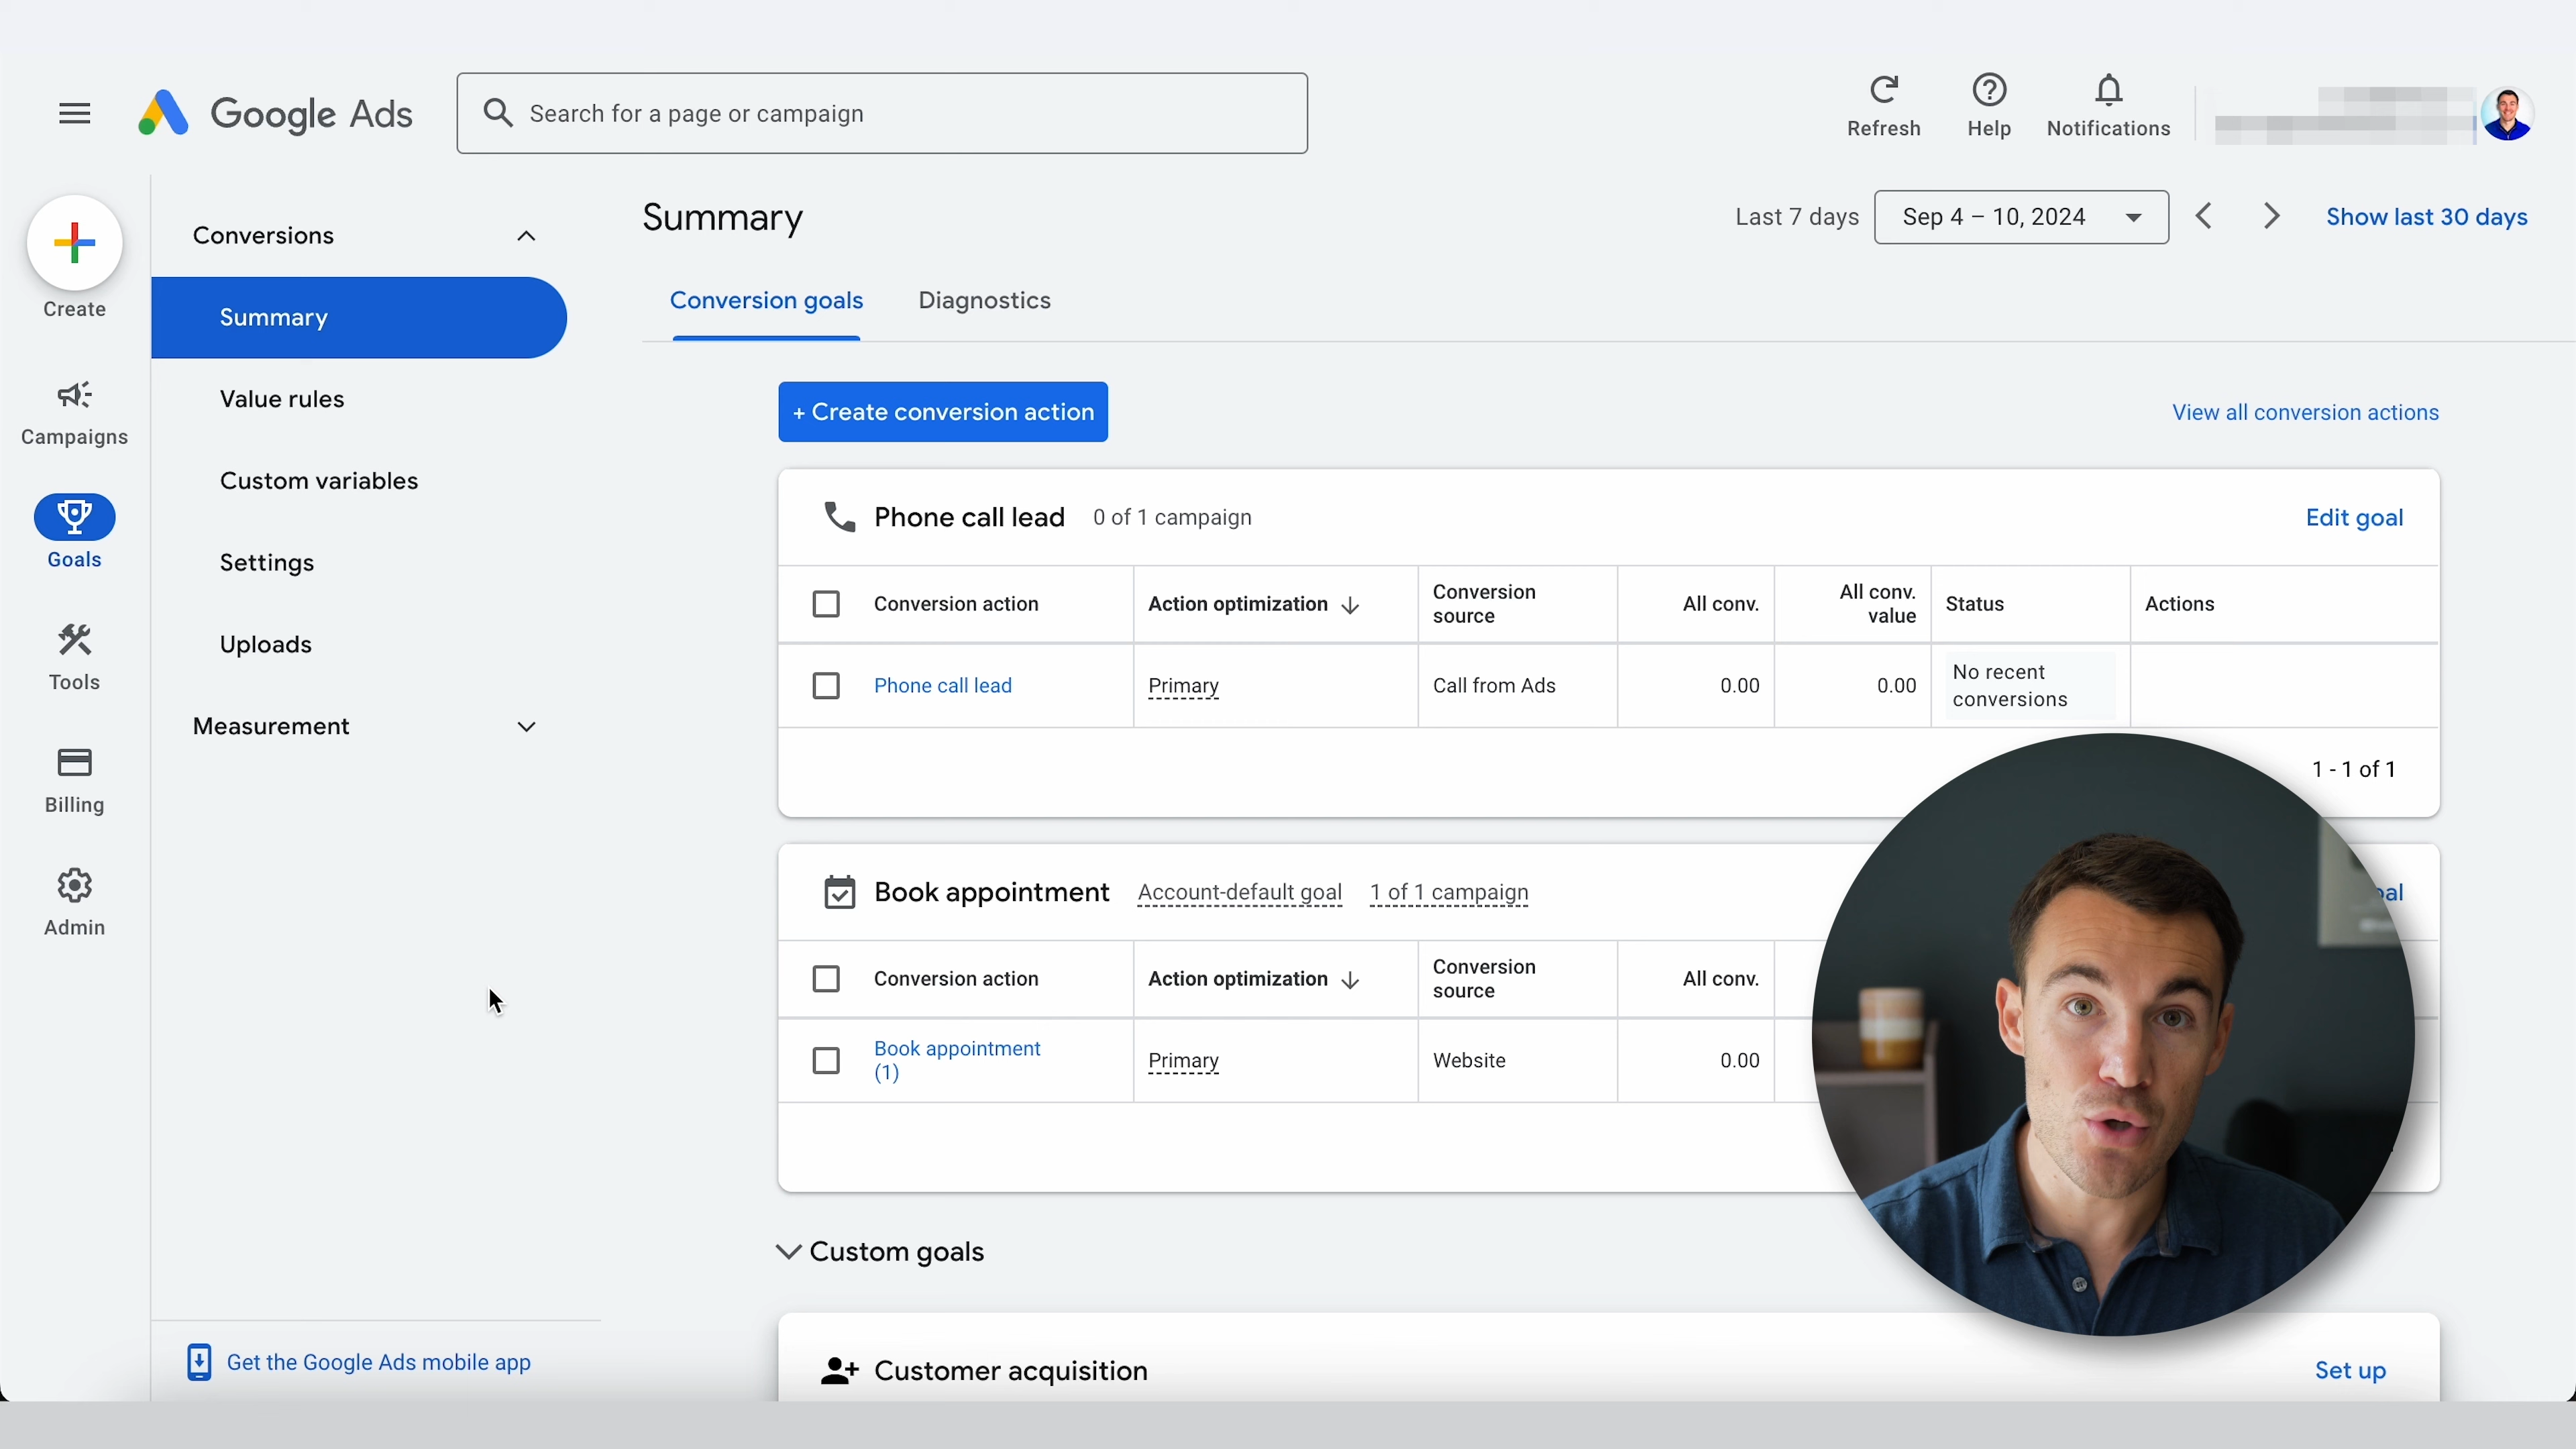 Google Ads
Search for a page or campaign
Refresh
Help
Notifications
Create
Campaigns
Goals
Tools
Billing
Admin
Conversions
Summary
Value rules
Custom variables
Settings
Uploads
Measurement
Get the Google Ads mobile app
Summary
Last 7 days
Sep 4 – 10, 2024
Show last 30 days
Conversion goals
Diagnostics
+ Create conversion action
View all conversion actions
Phone call lead 0 of 1 campaign
Edit goal
Conversion action
Action optimization
Conversion
source
All conv.
All conv.
value
Status
Actions
Phone call lead
Primary
Call from Ads
0.00
0.00
No recent
conversions
1 - 1 of 1
Book appointment Account-default goal 1 of 1 campaign
Conversion action
Action optimization
Conversion
source
All conv.
Book appointment
(1)
Primary
Website
0.00
Custom goals
Customer acquisition
Set up